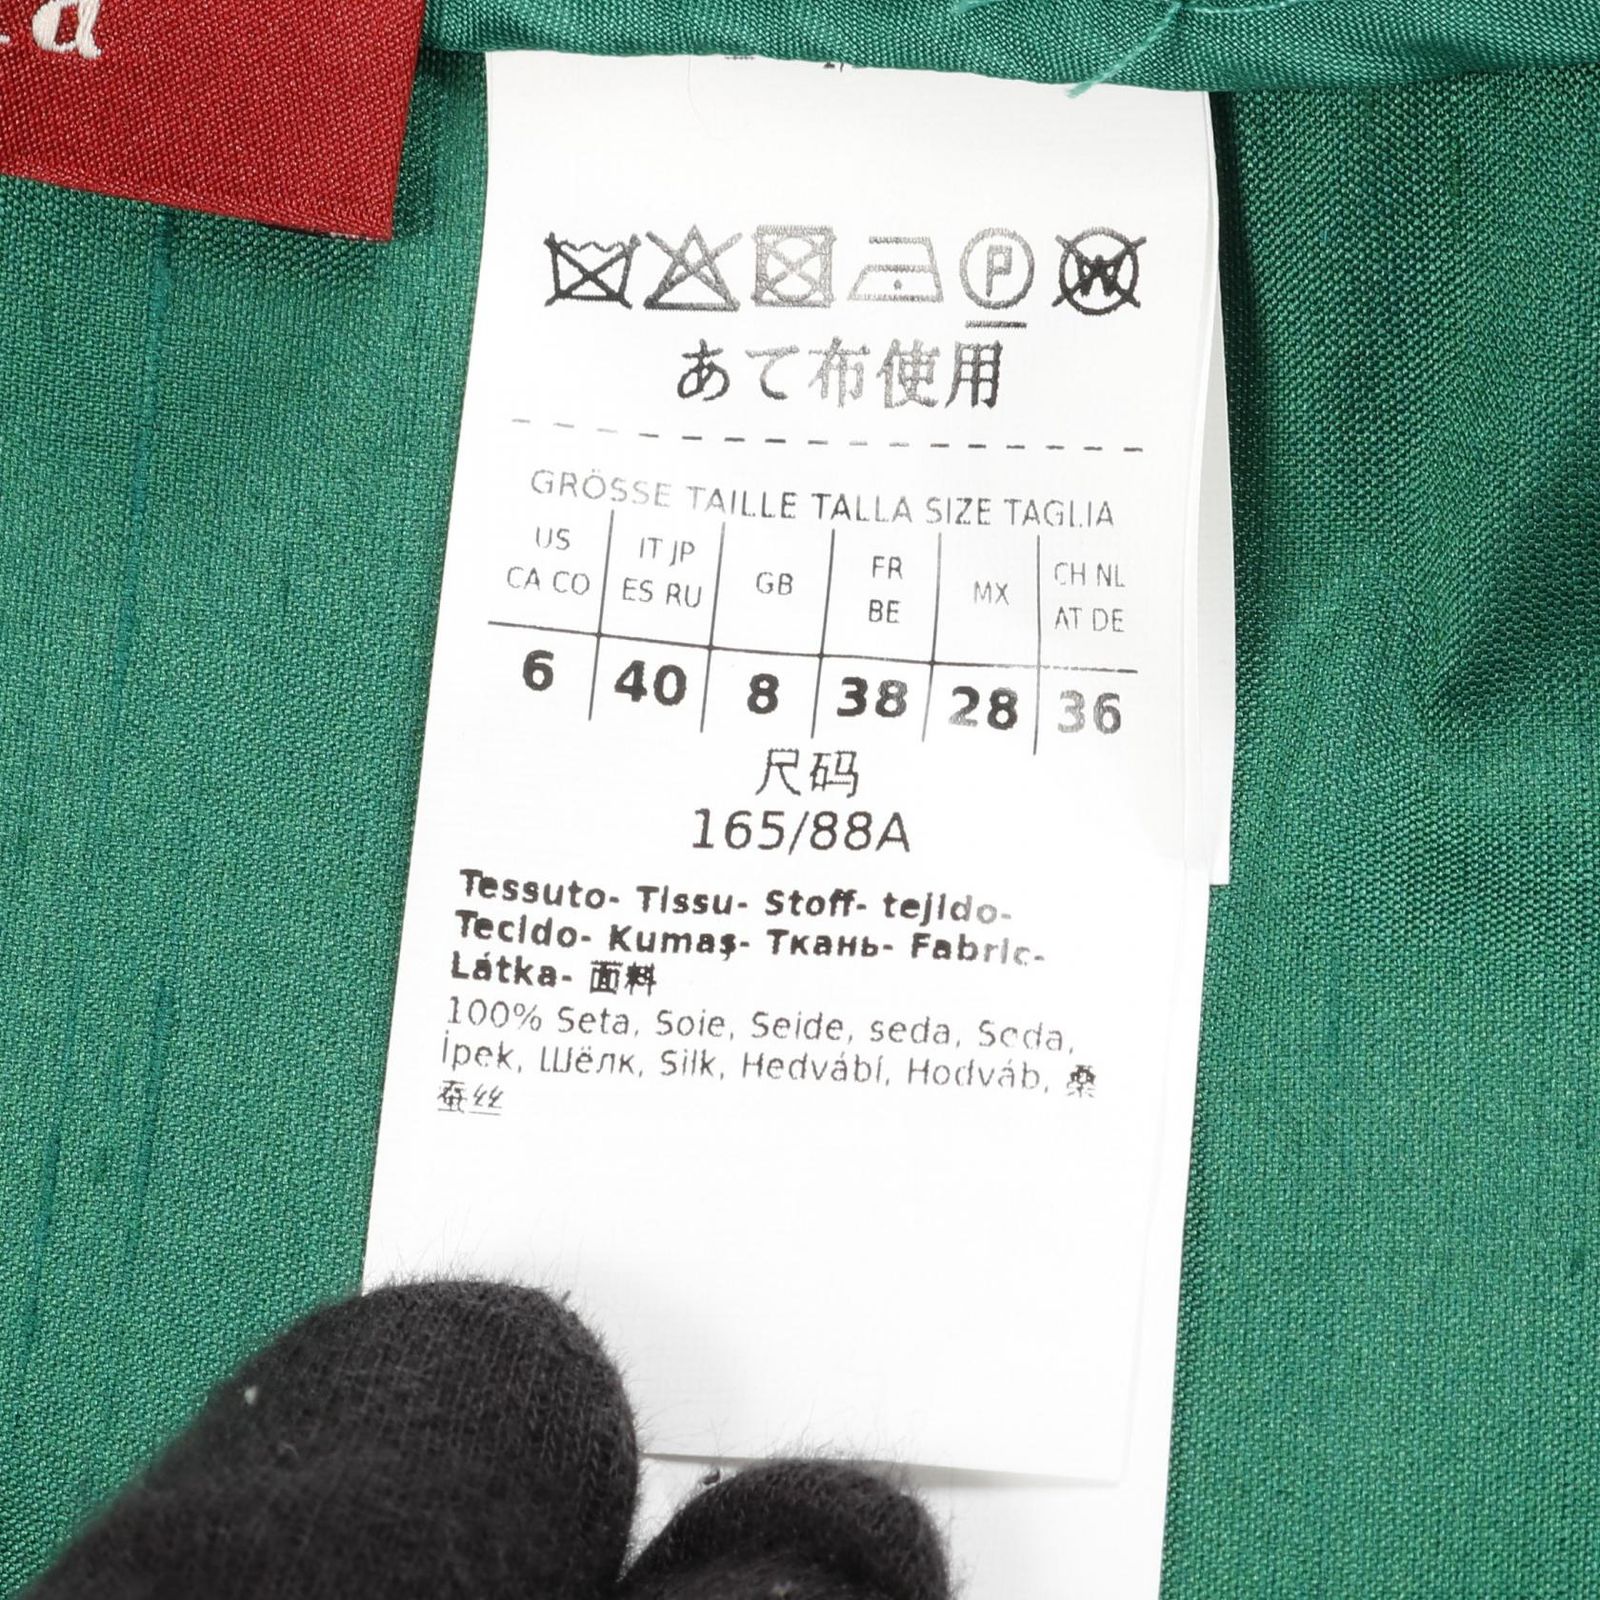 d
P
W
あて布使用
GRÖSSE TAILLE TALLA SIZE TAGLIA
US CA CO
IT JP ES RU
GB
FR BE
MX
CH NL AT DE
6 40 8 38 28 36
尺码
165/88A
Tessuto- Tissu- Stoff- tejido-
Tecido- Kumaş- Ткань- Fabric-
Látka- 面料
100% Seta, Soie, Seide, seda, Seda,
İpek, Шёлк, Silk, Hedvábí, Hodváb, 桑
蚕丝